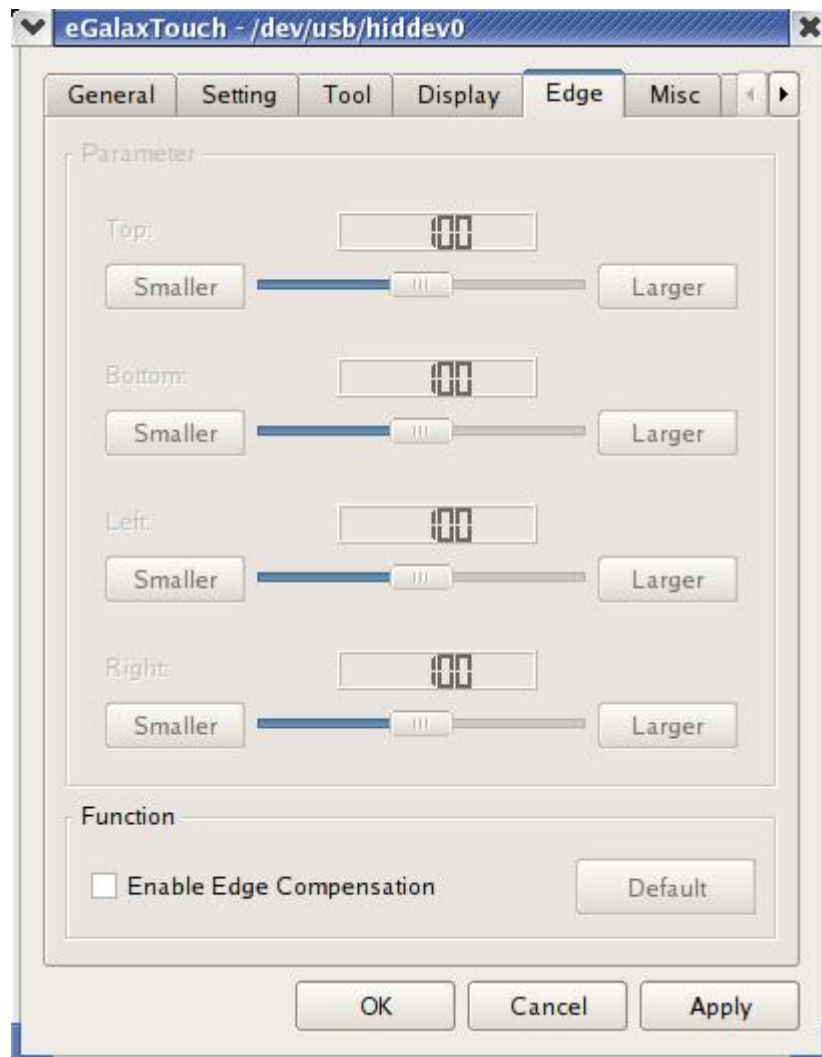 eGalaxTouch - /dev/usb/hiddev0
General Setting Tool Display Edge Misc
Parameter
Top: 100
Smaller Larger
Bottom: 100
Smaller Larger
Left: 100
Smaller Larger
Right: 100
Smaller Larger
Function
Enable Edge Compensation Default
OK Cancel Apply